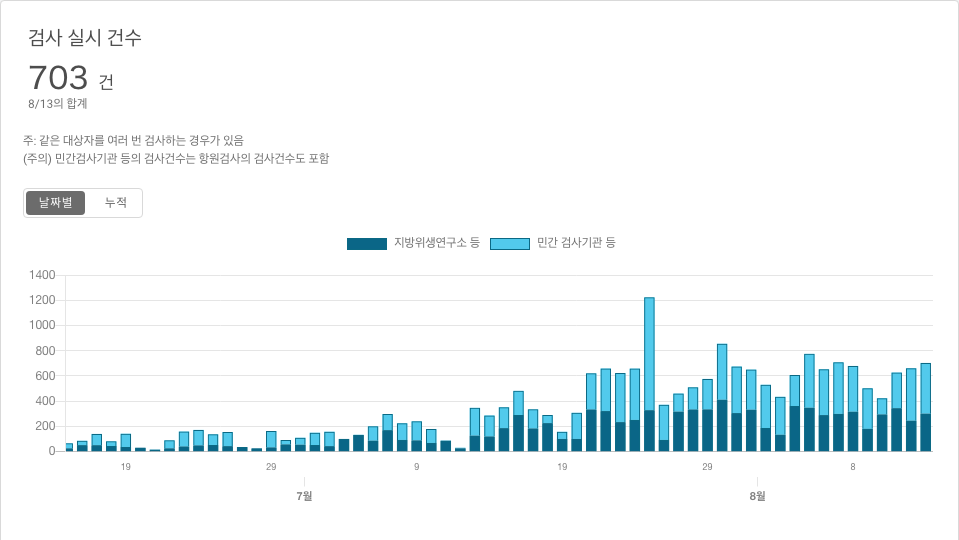 검사 실시 건수
703 건
8/13의 합계
주: 같은 대상자를 여러 번 검사하는 경우가 있음
(주의) 민간검사기관 등의 검사건수는 항원검사의 검사건수도 포함
날짜별 누적
지방위생연구소 등 민간 검사기관 등
1400
1200
1000
800
600
400
200
0
19 29 9 19 29 8
7월 8월